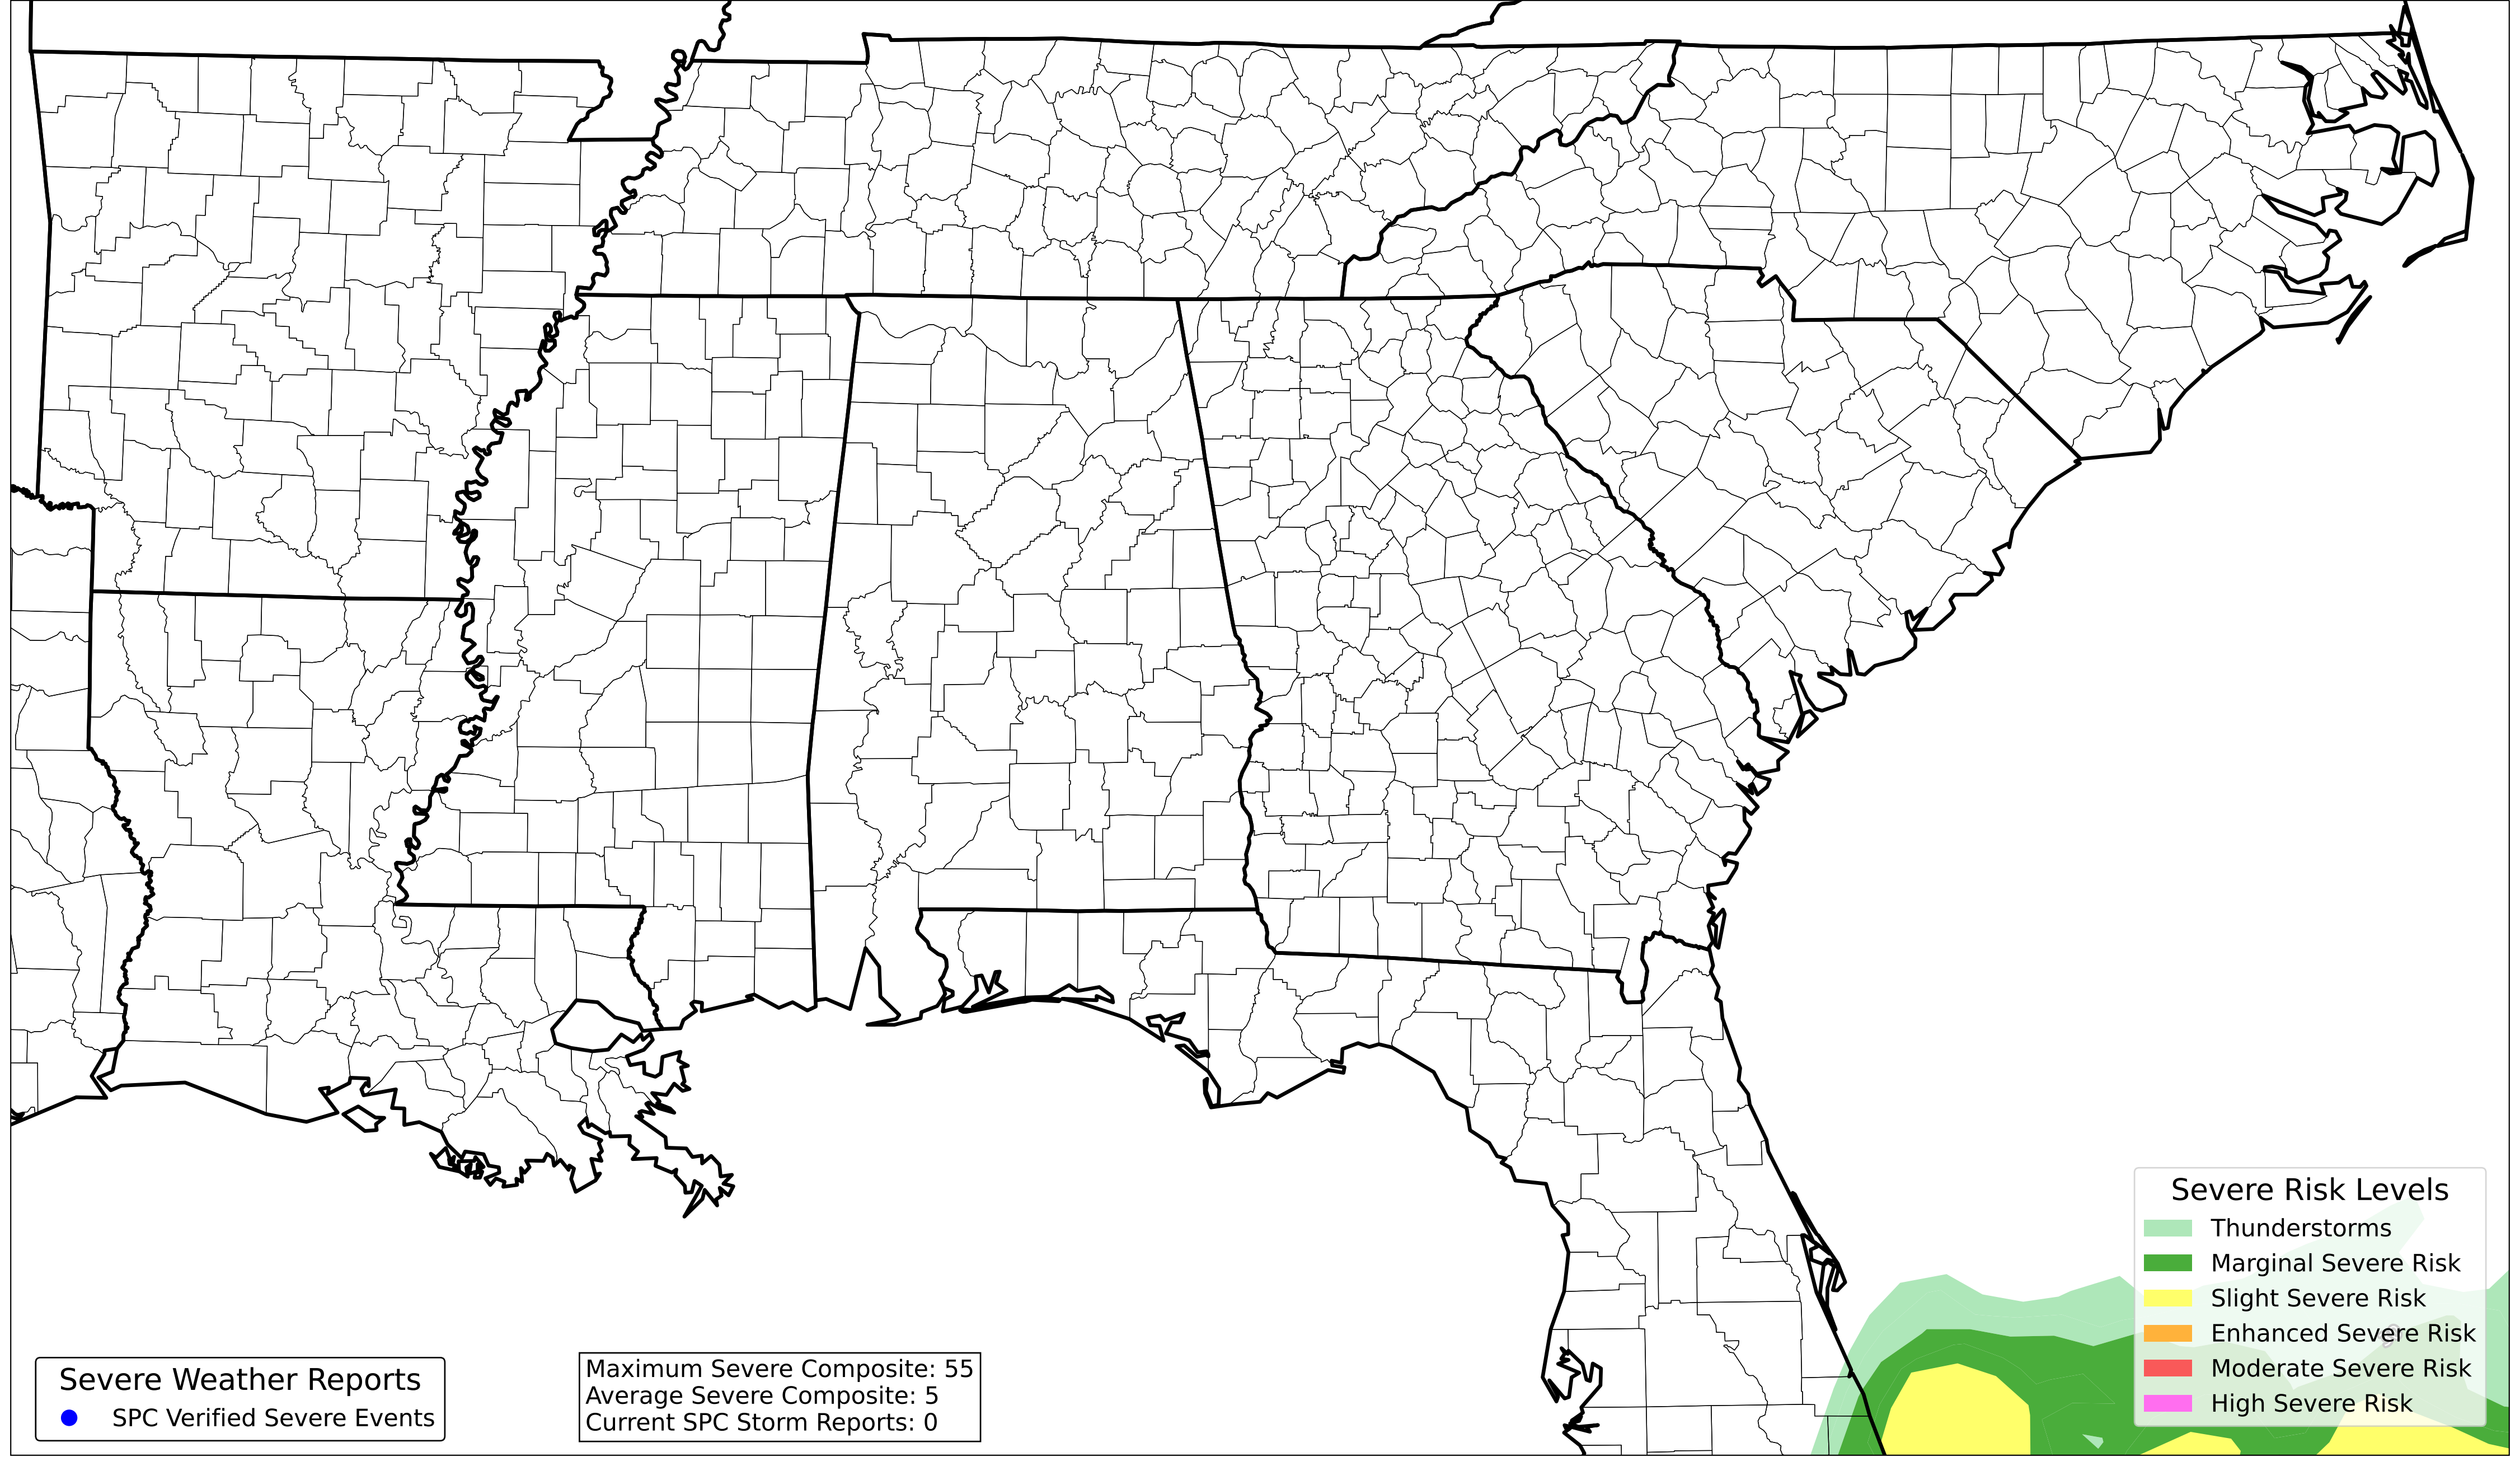 Severe Risk Levels
Thunderstorms
Marginal Severe Risk
Slight Severe Risk
Enhanced Severe Risk
Moderate Severe Risk
High Severe Risk
Severe Weather Reports
SPC Verified Severe Events
Maximum Severe Composite: 55
Average Severe Composite: 5
Current SPC Storm Reports: 0